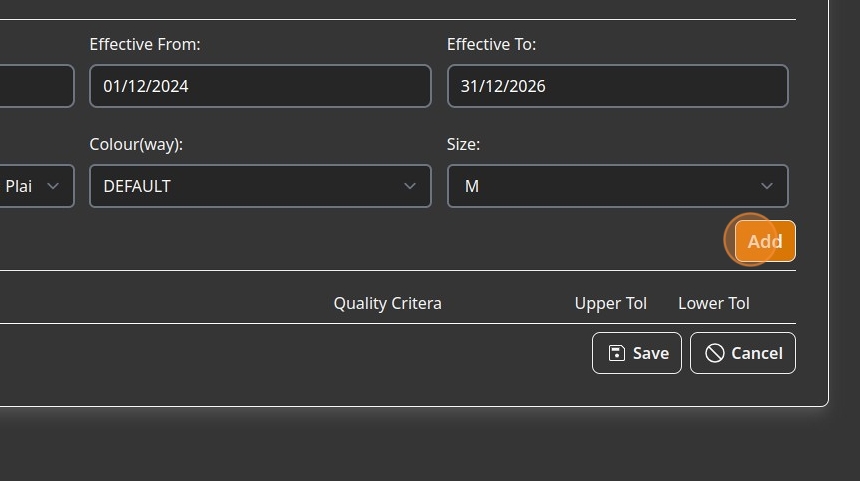 Effective From: Effective To:
01/12/2024 31/12/2026
Colour(way): Size:
Plai DEFAULT M
Add
Quality Critera Upper Tol Lower Tol
Save Cancel